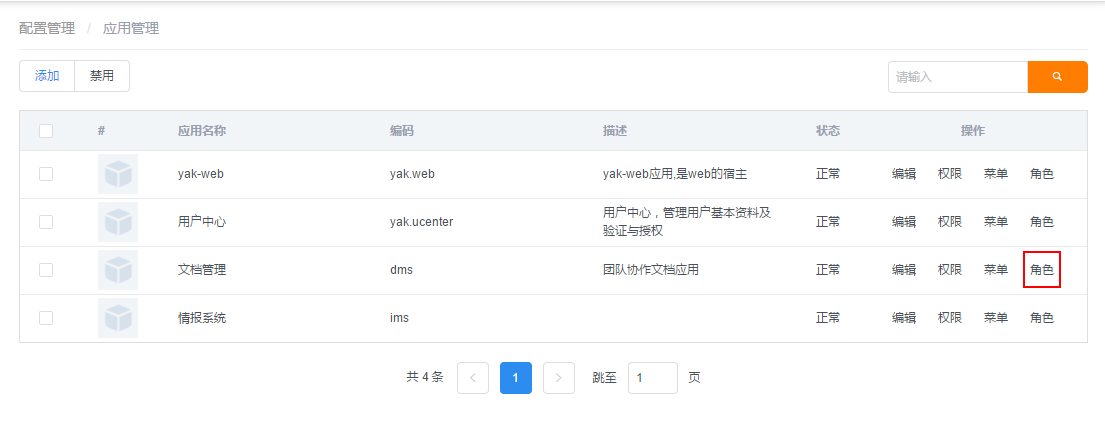 配置管理 / 应用管理
添加 禁用 请输入
# 应用名称 编码 描述 状态 操作
yak-web yak.web yak-web应用,是web的宿主 正常 编辑 权限 菜单 角色
用户中心 yak.ucenter 用户中心，管理用户基本资料及 正常 编辑 权限 菜单 角色
验证与授权
文档管理 dms 团队协作文档应用 正常 编辑 权限 菜单 角色
情报系统 ims 正常 编辑 权限 菜单 角色
共 4 条 1 跳至 1 页